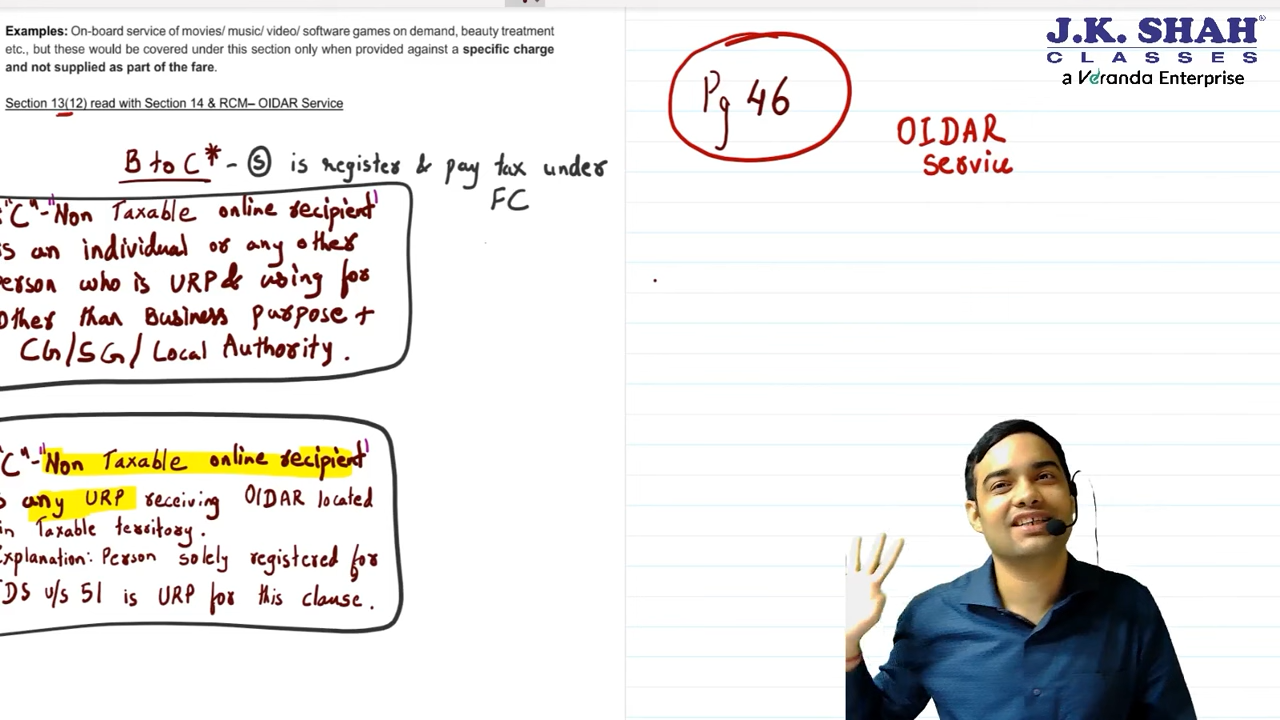 Examples: On-board service of movies/ music/ video/ software games on demand, beauty treatment
etc., but these would be covered under this section only when provided against a specific charge
and not supplied as part of the fare.
Section 13(12) read with Section 14 & RCM– OIDAR Service
B to C* - (S) is register & pay tax under
FC
"C"-"Non Taxable online recipient"
is an individual or any other
person who is URP & using for
other than Business purpose +
CG/SG/Local Authority.
"C"-"Non Taxable online recipient"
is any URP receiving OIDAR located
in Taxable territory.
Explanation: Person solely registered for
TDS u/s 51 is URP for this clause.
Pg 46
OIDAR
service
J.K. SHAH®
CLASSES
a Veranda Enterprise